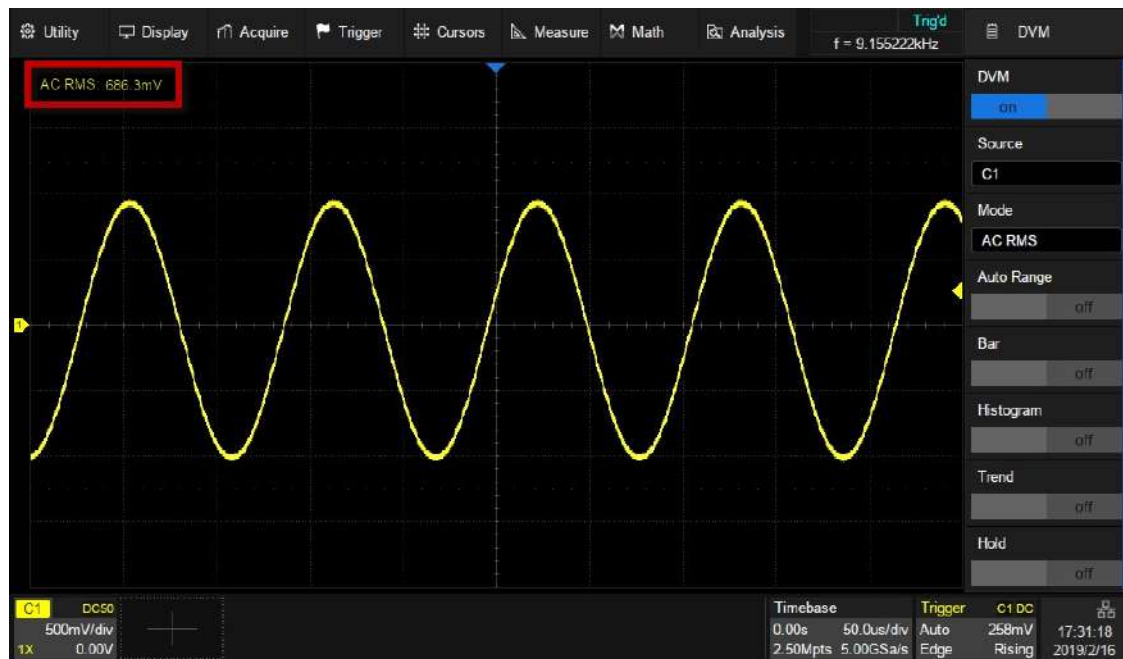 Utility Display Acquire Trigger Cursors Measure Math Analysis
Trig'd
f = 9.155222kHz
DVM
AC RMS: 686.3mV
DVM
on
Source
C1
Mode
AC RMS
Auto Range
off
Bar
off
Histogram
off
Trend
off
Hold
off
1
C1 DC50
500mV/div
1X 0.00V
Timebase
0.00s 50.0us/div
2.50Mpts 5.00GSa/s
Trigger C1 DC
Auto 258mV
Edge Rising
17:31:18
2019/2/16